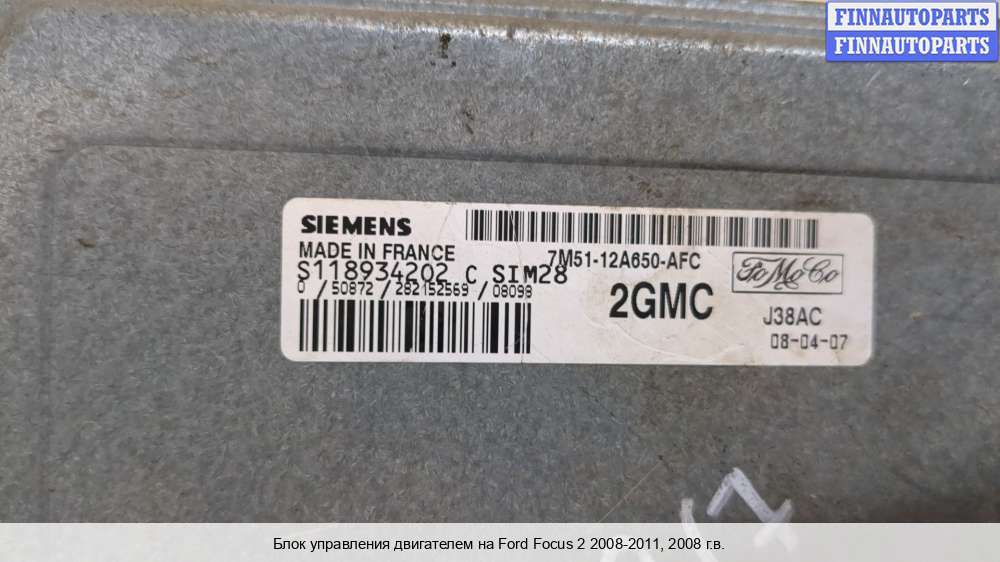 FINNAUTOPARTS
FINNAUTOPARTS
SIEMENS
MADE IN FRANCE
7M51-12A650-AFC
FoMoCo
S118934202 C SIM28
0 /50872 /282152569 /08098
2GMC
J38AC
08-04-07
Блок управления двигателем на Ford Focus 2 2008-2011, 2008 г.в.